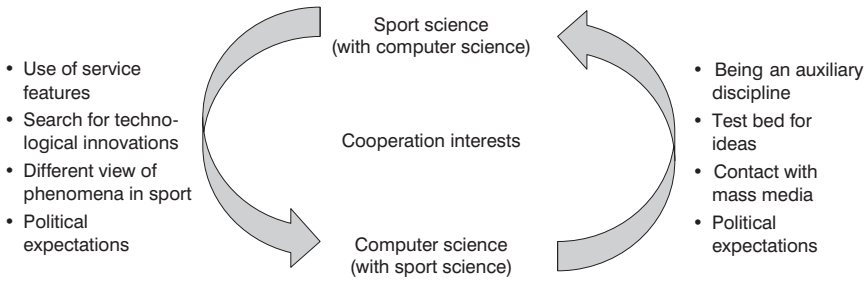 Sport science
(with computer science)
• Use of service
features
• Search for techno-
logical innovations
• Different view of
phenomena in sport
• Political
expectations
Cooperation interests
• Being an auxiliary
discipline
• Test bed for
ideas
• Contact with
mass media
• Political
expectations
Computer science
(with sport science)